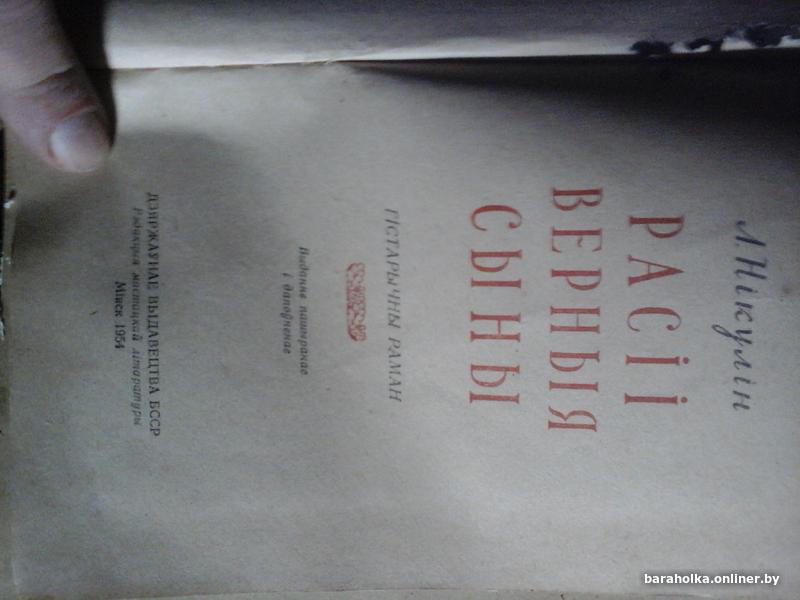 Л. Нікулін
РАСІІ
ВЕРНЫЯ
СЫНЫ
ГІСТАРЫЧНЫ РАМАН
Выданне пашыранае
і дапоўненае
ДЗЯРЖАЎНАЕ ВЫДАВЕЦТВА БССР
Рэдакцыя мастацкай літаратуры
Мінск 1954
baraholka.onliner.by